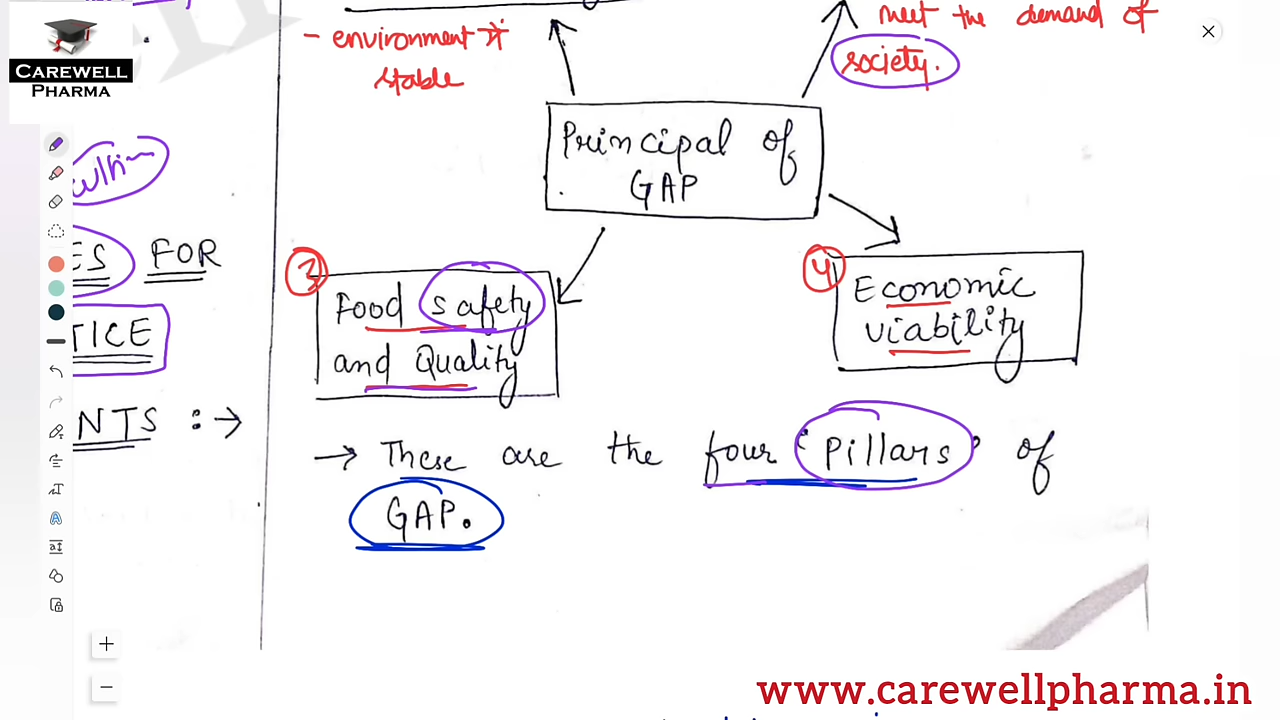 meet the demand of
- environment →
stable
society.
CAREWELL
PHARMA
Principal of
GAP
ES FOR
TICE
NTS :→
3
Food safety
and Quality
4
Economic
viability
→ These are the four 'Pillars' of
GAP.
www.carewellpharma.in